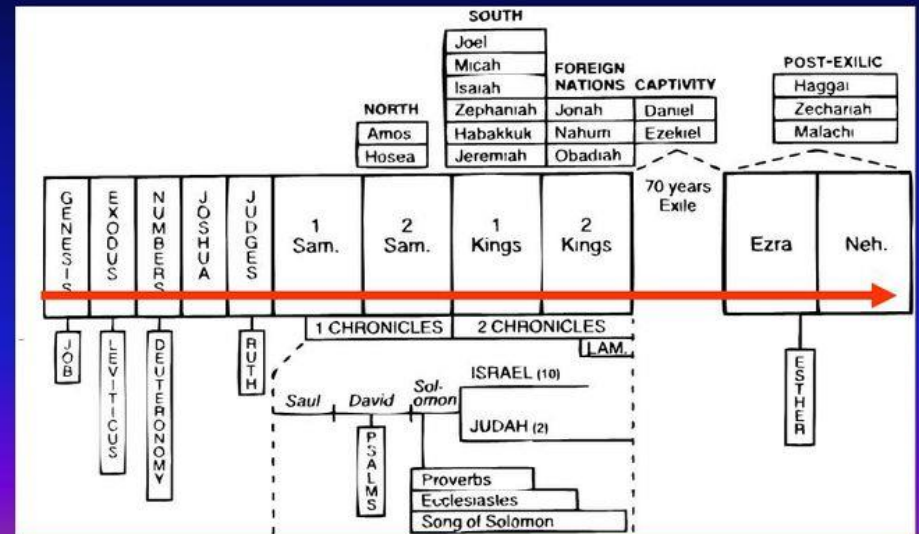 SOUTH
Joel
Micah
Isaiah
Zephaniah
Habakkuk
Jeremiah
FOREIGN
NATIONS
Jonah
Nahum
Obadiah
CAPTIVITY
Daniel
Ezekiel
POST-EXILIC
Haggai
Zechariah
Malachi
NORTH
Amos
Hosea
GENESIS
EXODUS
NUMBERS
JOSHUA
JUDGES
1
Sam.
2
Sam.
1
Kings
2
Kings
70 years
Exile
Ezra
Neh.
1 CHRONICLES
2 CHRONICLES
LAM.
JOB
LEVITICUS
DEUTERONOMY
RUTH
ESTHER
Saul
David
Sol-
omon
ISRAEL (10)
JUDAH (2)
PSALMS
Proverbs
Ecclesiastes
Song of Solomon